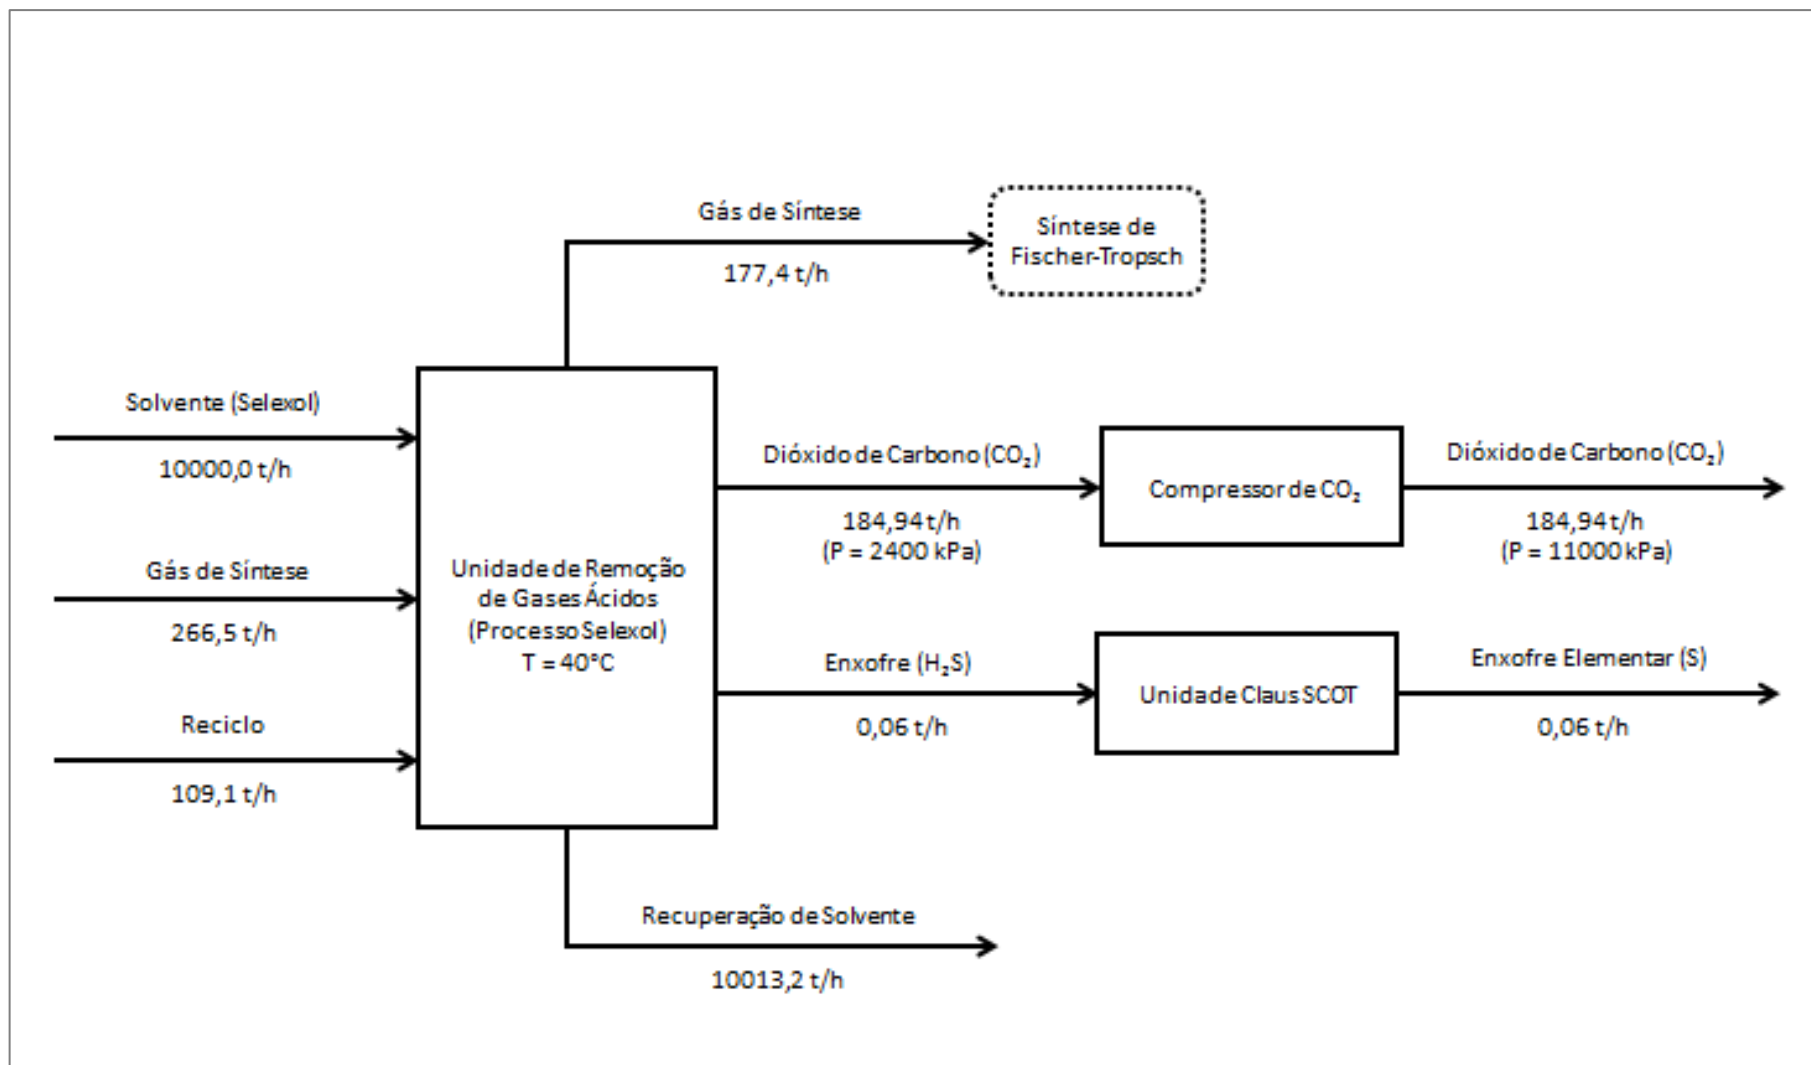 Gás de Síntese
177,4 t/h
Síntese de
Fischer-Tropsch
Solvente (Selexol)
10000,0 t/h
Gás de Síntese
266,5 t/h
Reciclo
109,1 t/h
Unidade de Remoção
de Gases Ácidos
(Processo Selexol)
T = 40°C
Dióxido de Carbono (CO₂)
184,94 t/h
(P = 2400 kPa)
Compressor de CO₂
Dióxido de Carbono (CO₂)
184,94 t/h
(P = 11000 kPa)
Enxofre (H₂S)
0,06 t/h
Unidade Claus SCOT
Enxofre Elementar (S)
0,06 t/h
Recuperação de Solvente
10013,2 t/h